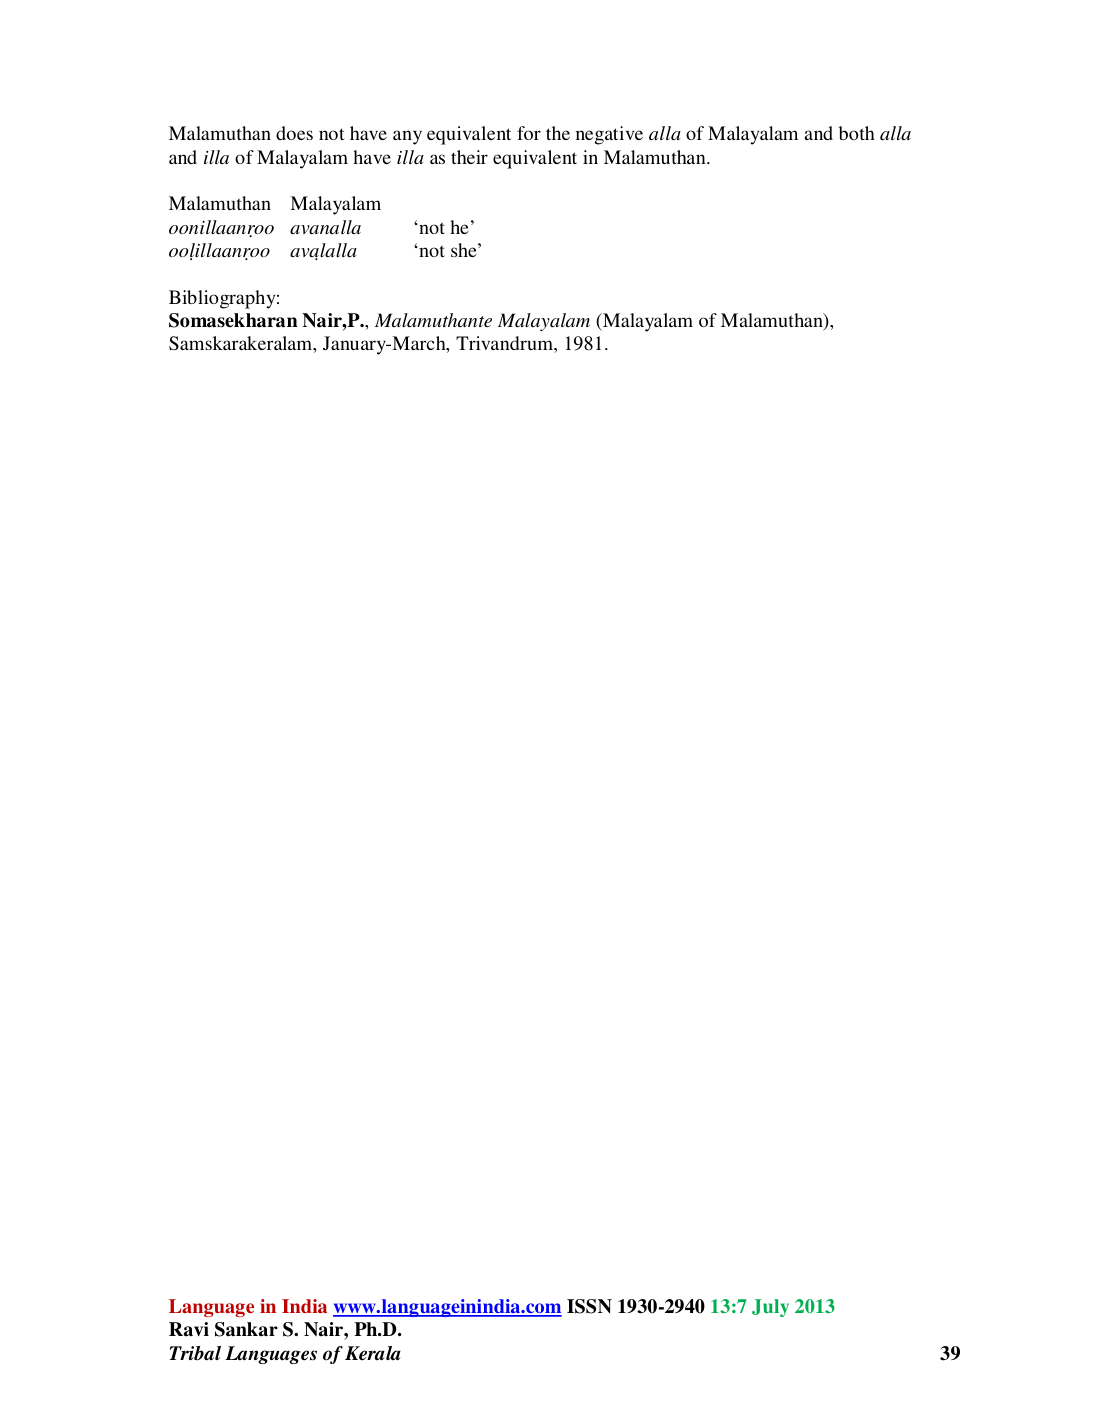 Malamuthan does not have any equivalent for the negative alla of Malayalam and both alla
and illa of Malayalam have illa as their equivalent in Malamuthan.
Malamuthan Malayalam
oonillaanṛoo avanalla ‘not he’
ooḷillaanṛoo avaḷalla ‘not she’
Bibliography:
Somasekharan Nair,P., Malamuthante Malayalam (Malayalam of Malamuthan),
Samskarakeralam, January-March, Trivandrum, 1981.
Language in India www.languageinindia.com ISSN 1930-2940 13:7 July 2013
Ravi Sankar S. Nair, Ph.D.
Tribal Languages of Kerala 39